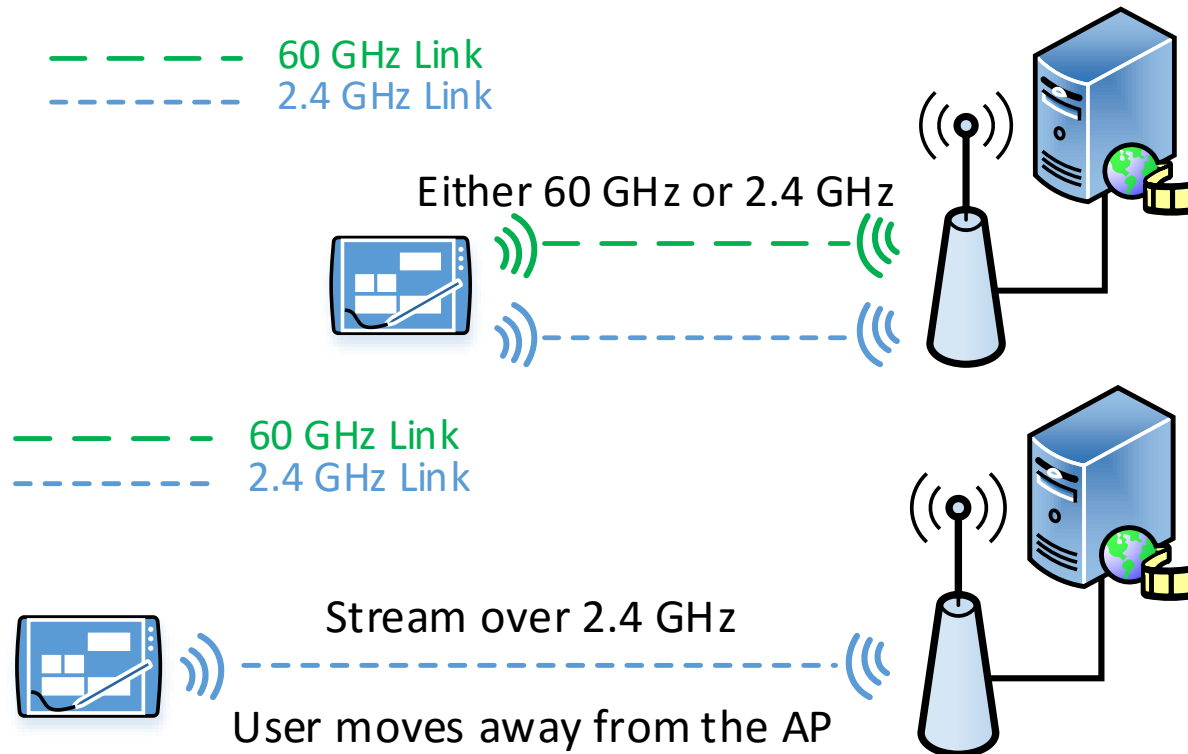 60 GHz Link
2.4 GHz Link
Either 60 GHz or 2.4 GHz
60 GHz Link
2.4 GHz Link
Stream over 2.4 GHz
User moves away from the AP